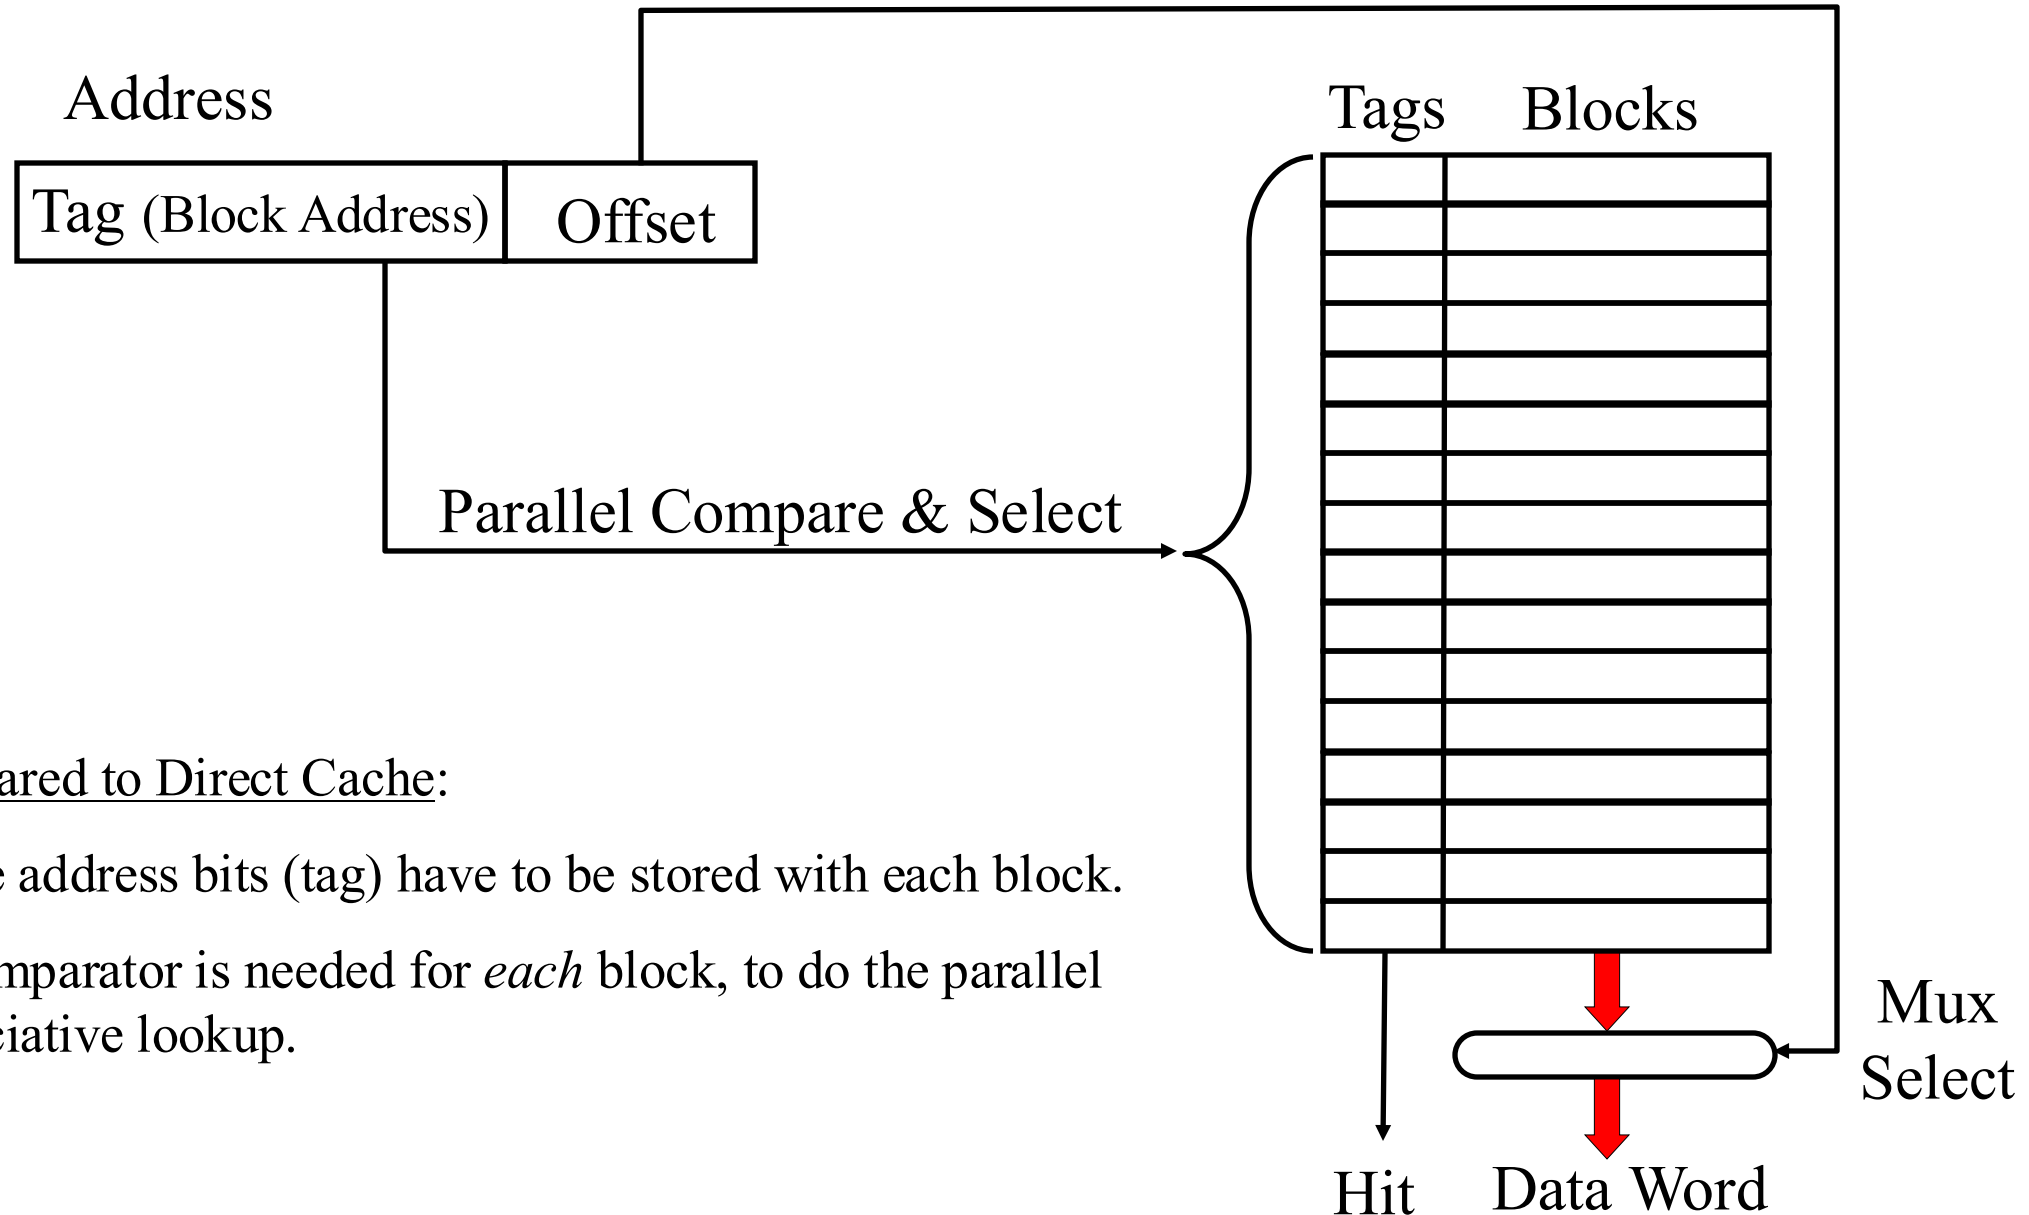 Address
Tags Blocks
Tag (Block Address) Offset
Parallel Compare & Select
ared to Direct Cache:
e address bits (tag) have to be stored with each block.
mparator is needed for each block, to do the parallel
ciative lookup.
Mux
Select
Hit Data Word